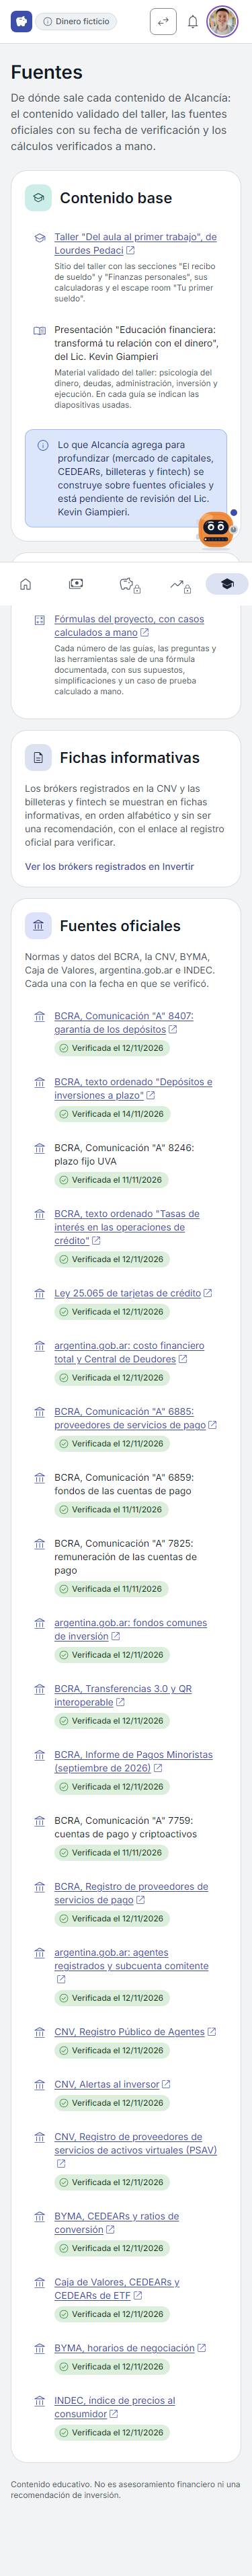 Dinero ficticio
Fuentes
De dónde sale cada contenido de Alcancía:
el contenido validado del taller, las fuentes
oficiales con su fecha de verificación y los
cálculos verificados a mano.
Contenido base
Taller "Del aula al primer trabajo", de
Lourdes Pedaci
Sitio del taller con las secciones "El recibo
de sueldo" y "Finanzas personales", sus
calculadoras y el escape room "Tu primer
sueldo".
Presentación "Educación financiera:
transformá tu relación con el dinero",
del Lic. Kevin Giampieri
Material validado del taller: psicología del
dinero, deudas, administración, inversión y
ejecución. En cada guía se indican las
diapositivas usadas.
Lo que Alcancía agrega para
profundizar (mercado de capitales,
CEDEARs, billeteras y fintech) se
construye sobre fuentes oficiales y
está pendiente de revisión del Lic.
Kevin Giampieri.
Fórmulas del proyecto, con casos
calculados a mano
Cada número de las guías, las preguntas y
las herramientas sale de una fórmula
documentada, con sus supuestos,
simplificaciones y un caso de prueba
calculado a mano.
Fichas informativas
Los brókers registrados en la CNV y las
billeteras y fintech se muestran en fichas
informativas, en orden alfabético y sin ser
una recomendación, con el enlace al registro
oficial para verificar.
Ver los brókers registrados en Invertir
Fuentes oficiales
Normas y datos del BCRA, la CNV, BYMA,
Caja de Valores, argentina.gob.ar e INDEC.
Cada una con la fecha en que se verificó.
BCRA, Comunicación "A" 8407:
garantía de los depósitos
Verificada el 12/11/2026
BCRA, texto ordenado "Depósitos e
inversiones a plazo"
Verificada el 14/11/2026
BCRA, Comunicación "A" 8246:
plazo fijo UVA
Verificada el 11/11/2026
BCRA, texto ordenado "Tasas de
interés en las operaciones de
crédito"
Verificada el 12/11/2026
Ley 25.065 de tarjetas de crédito
Verificada el 12/11/2026
argentina.gob.ar: costo financiero
total y Central de Deudores
Verificada el 12/11/2026
BCRA, Comunicación "A" 6885:
proveedores de servicios de pago
Verificada el 12/11/2026
BCRA, Comunicación "A" 6859:
fondos de las cuentas de pago
Verificada el 11/11/2026
BCRA, Comunicación "A" 7825:
remuneración de las cuentas de
pago
Verificada el 11/11/2026
argentina.gob.ar: fondos comunes
de inversión
Verificada el 12/11/2026
BCRA, Transferencias 3.0 y QR
interoperable
Verificada el 12/11/2026
BCRA, Informe de Pagos Minoristas
(septiembre de 2026)
Verificada el 12/11/2026
BCRA, Comunicación "A" 7759:
cuentas de pago y criptoactivos
Verificada el 11/11/2026
BCRA, Registro de proveedores de
servicios de pago
Verificada el 12/11/2026
argentina.gob.ar: agentes
registrados y subcuenta comitente
Verificada el 12/11/2026
CNV, Registro Público de Agentes
Verificada el 12/11/2026
CNV, Alertas al inversor
Verificada el 12/11/2026
CNV, Registro de proveedores de
servicios de activos virtuales (PSAV)
Verificada el 12/11/2026
BYMA, CEDEARs y ratios de
conversión
Verificada el 12/11/2026
Caja de Valores, CEDEARs y
CEDEARs de ETF
Verificada el 12/11/2026
BYMA, horarios de negociación
Verificada el 12/11/2026
INDEC, índice de precios al
consumidor
Verificada el 12/11/2026
Contenido educativo. No es asesoramiento financiero ni una
recomendación de inversión.